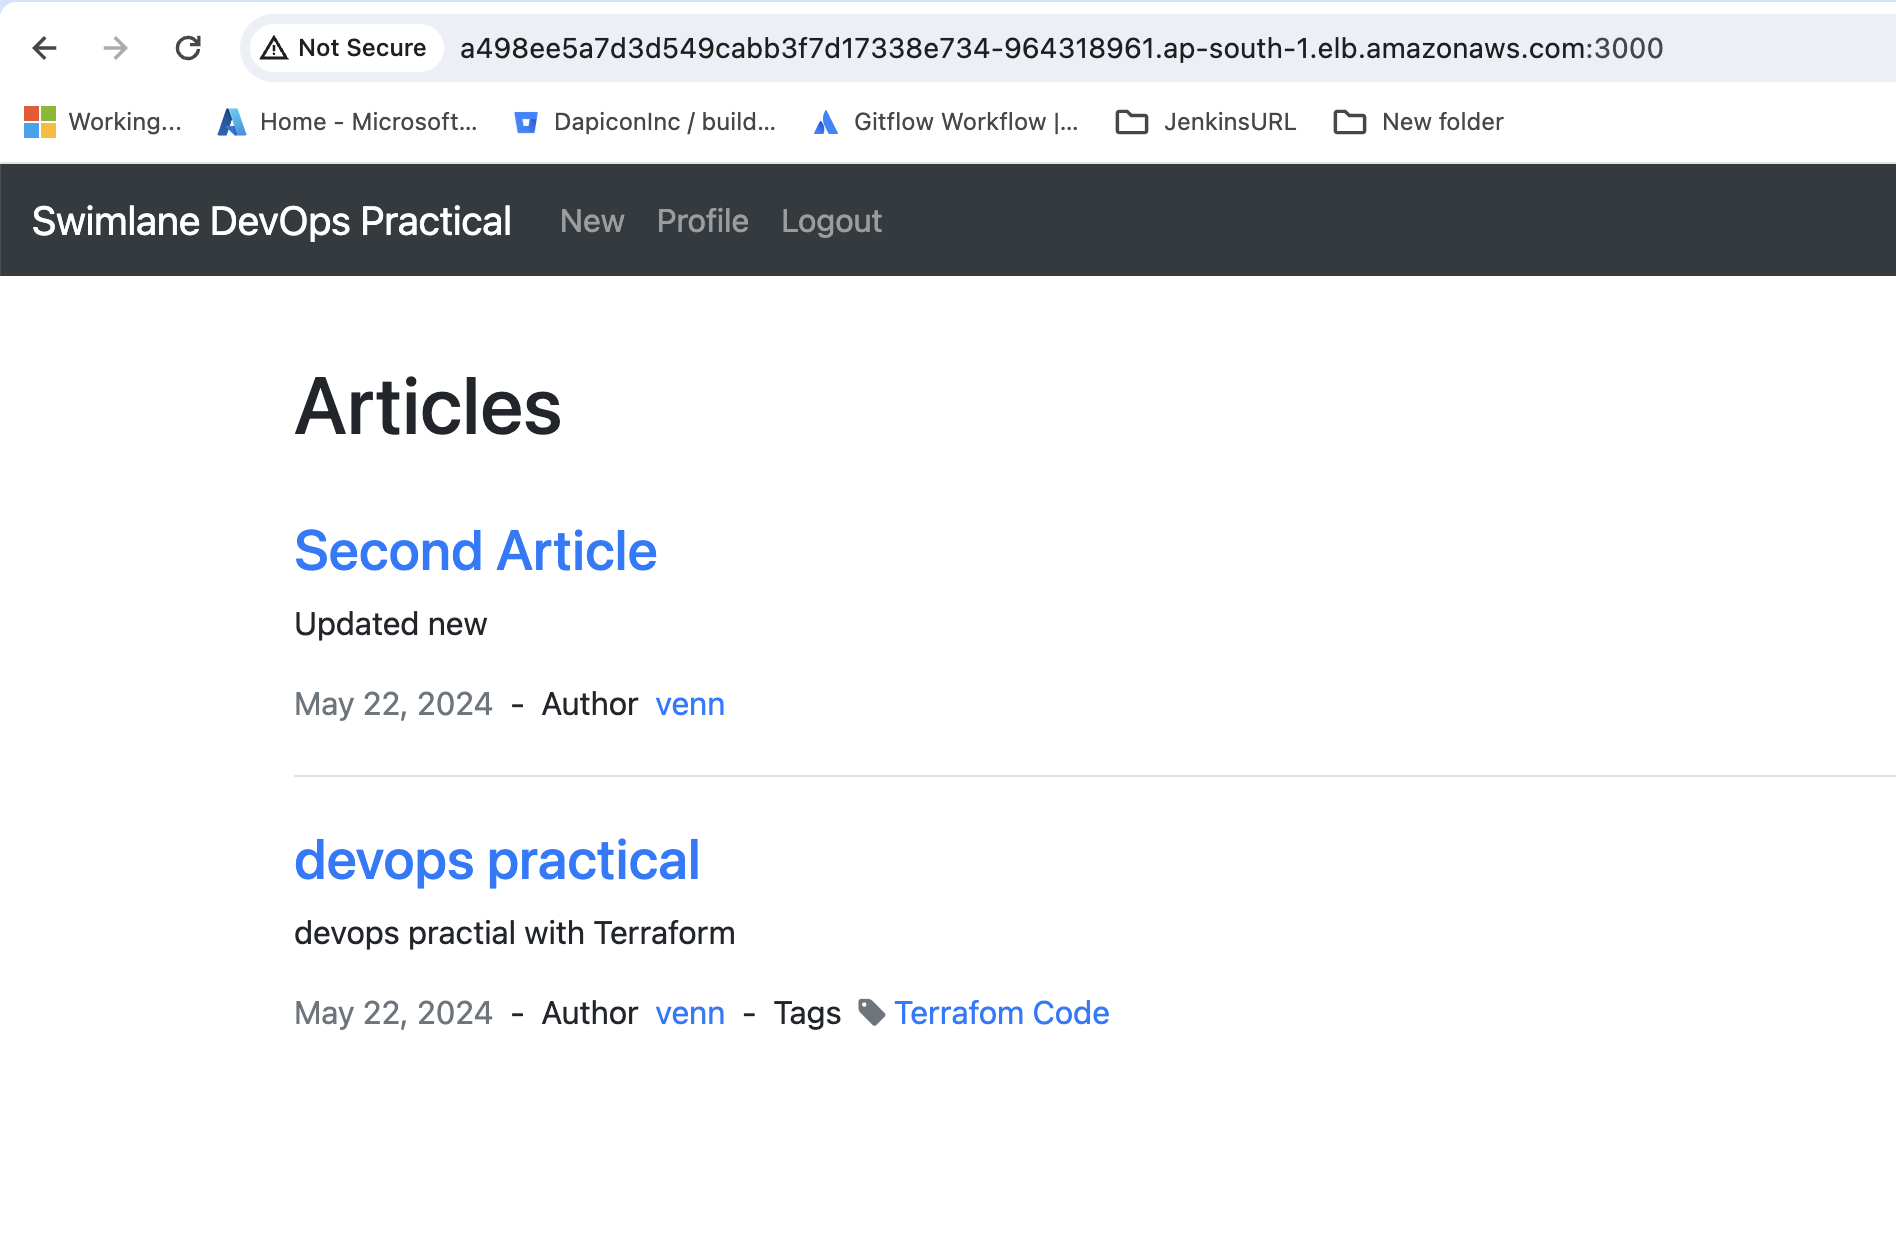 Not Secure a498ee5a7d3d549cabb3f7d17338e734-964318961.ap-south-1.elb.amazonaws.com:3000
Working... Home - Microsoft... DapiconInc / build... Gitflow Workflow |... JenkinsURL New folder
Swimlane DevOps Practical New Profile Logout
Articles
Second Article
Updated new
May 22, 2024 - Author venn
devops practical
devops practial with Terraform
May 22, 2024 - Author venn - Tags Terrafom Code